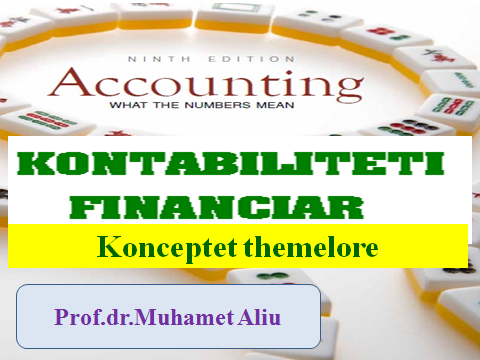 NINTH EDITION
Accounting
WHAT THE NUMBERS MEAN
KONTABILITETI
FINANCIAR
Konceptet themelore
Prof.dr.Muhamet Aliu